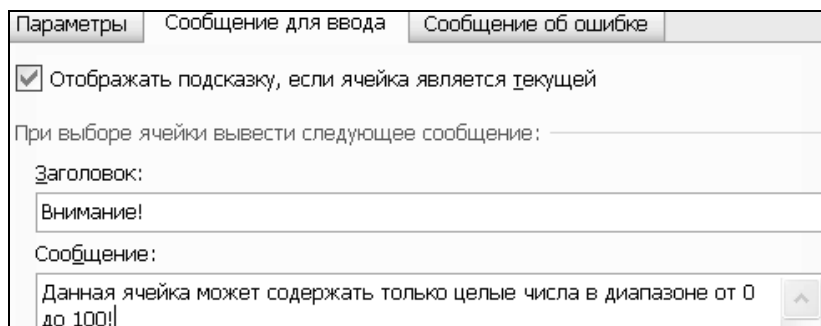 Параметры Сообщение для ввода Сообщение об ошибке
Отображать подсказку, если ячейка является текущей
При выборе ячейки вывести следующее сообщение:
Заголовок:
Внимание!
Сообщение:
Данная ячейка может содержать только целые числа в диапазоне от 0
до 100!